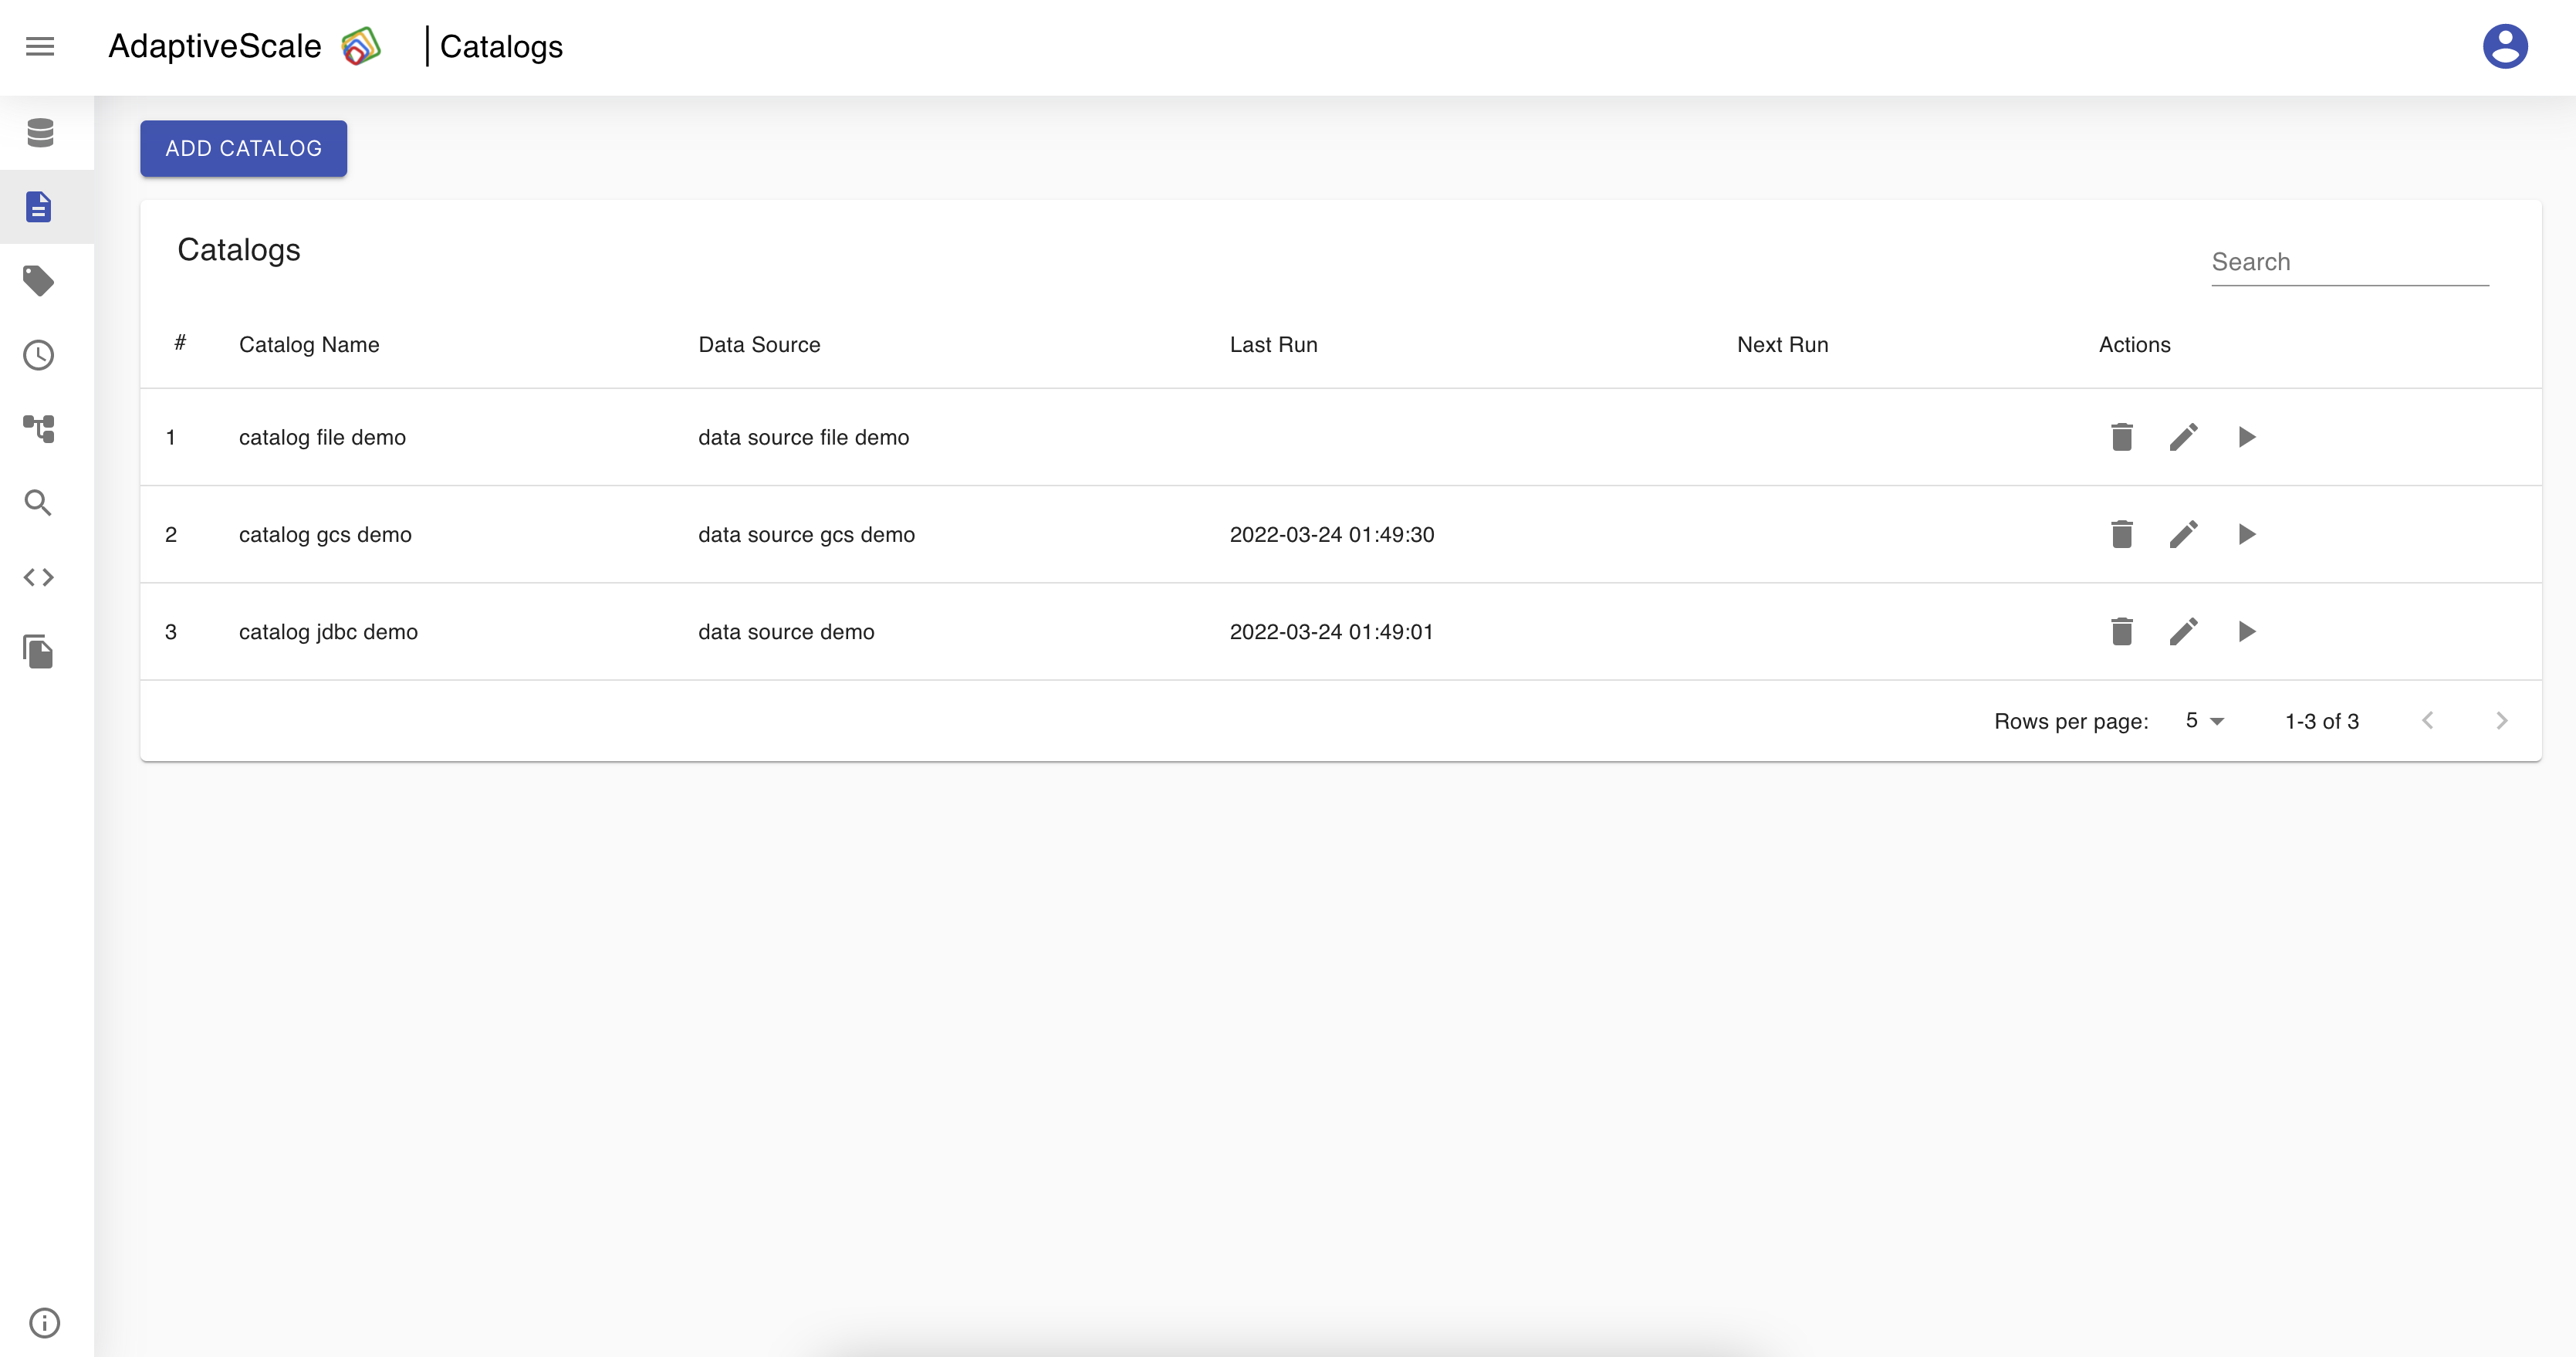 AdaptiveScale | Catalogs
ADD CATALOG
Catalogs
Search
# Catalog Name Data Source Last Run Next Run Actions
1 catalog file demo data source file demo
2 catalog gcs demo data source gcs demo 2022-03-24 01:49:30
3 catalog jdbc demo data source demo 2022-03-24 01:49:01
Rows per page: 5 1-3 of 3